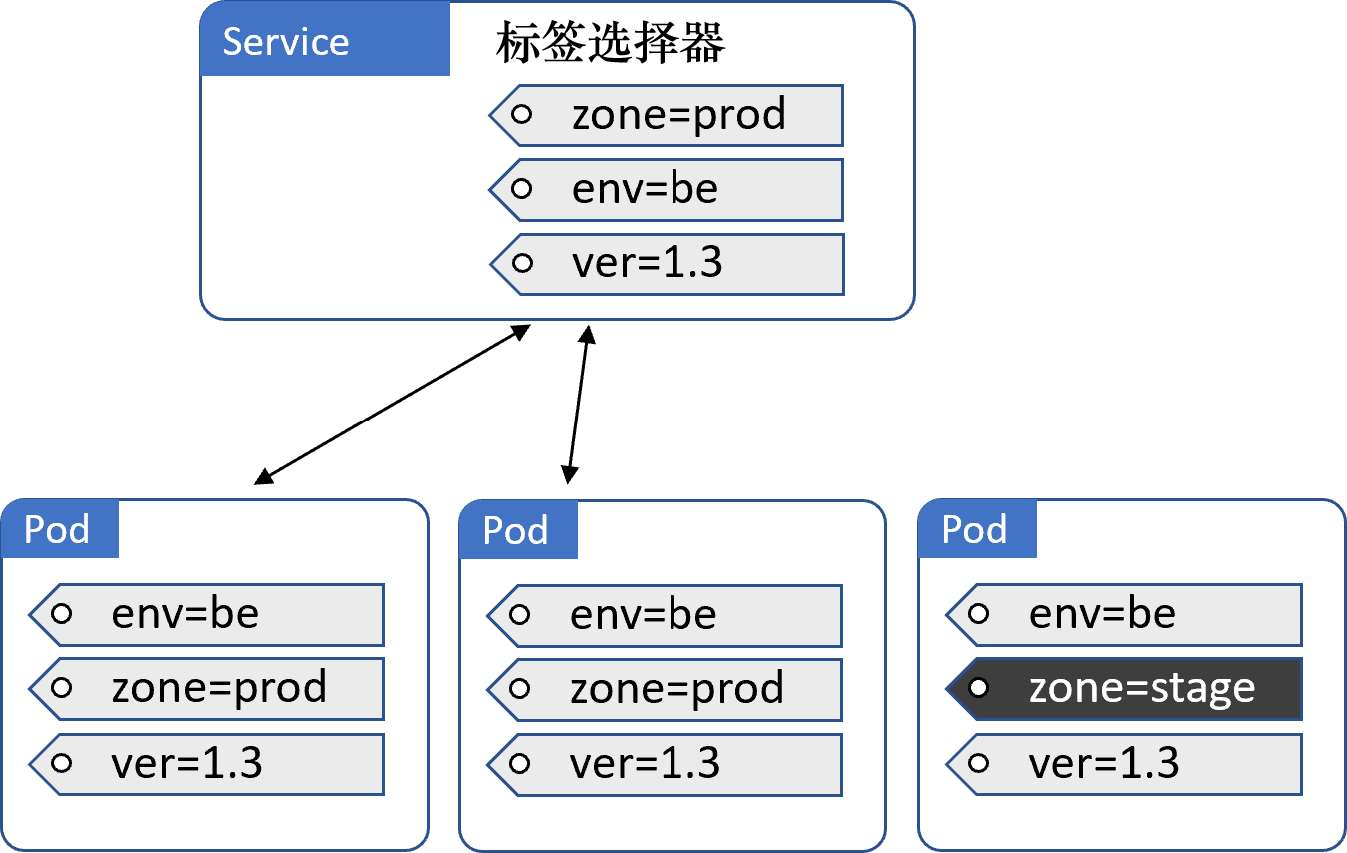 Service
标签选择器
zone=prod
env=be
ver=1.3
Pod
env=be
zone=prod
ver=1.3
Pod
env=be
zone=prod
ver=1.3
Pod
env=be
zone=stage
ver=1.3